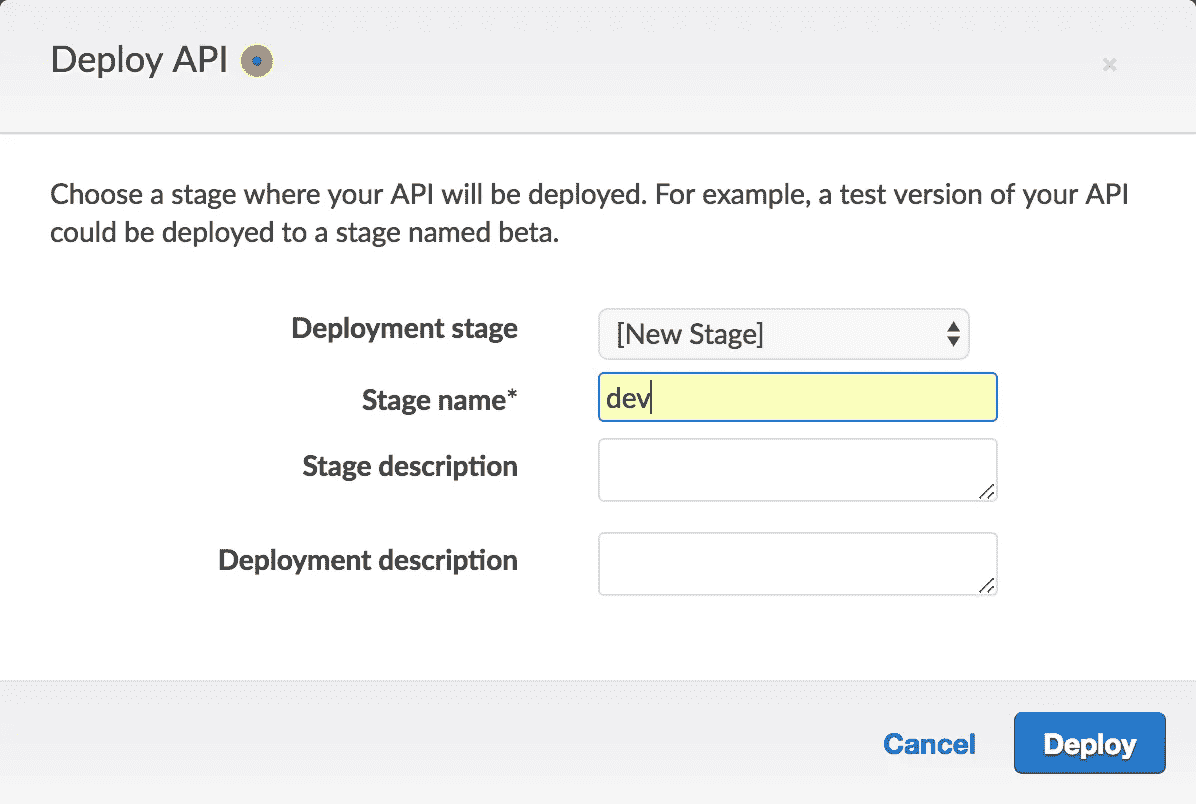 Deploy API
×
Choose a stage where your API will be deployed. For example, a test version of your API
could be deployed to a stage named beta.
Deployment stage [New Stage]
Stage name* dev
Stage description
Deployment description
Cancel Deploy